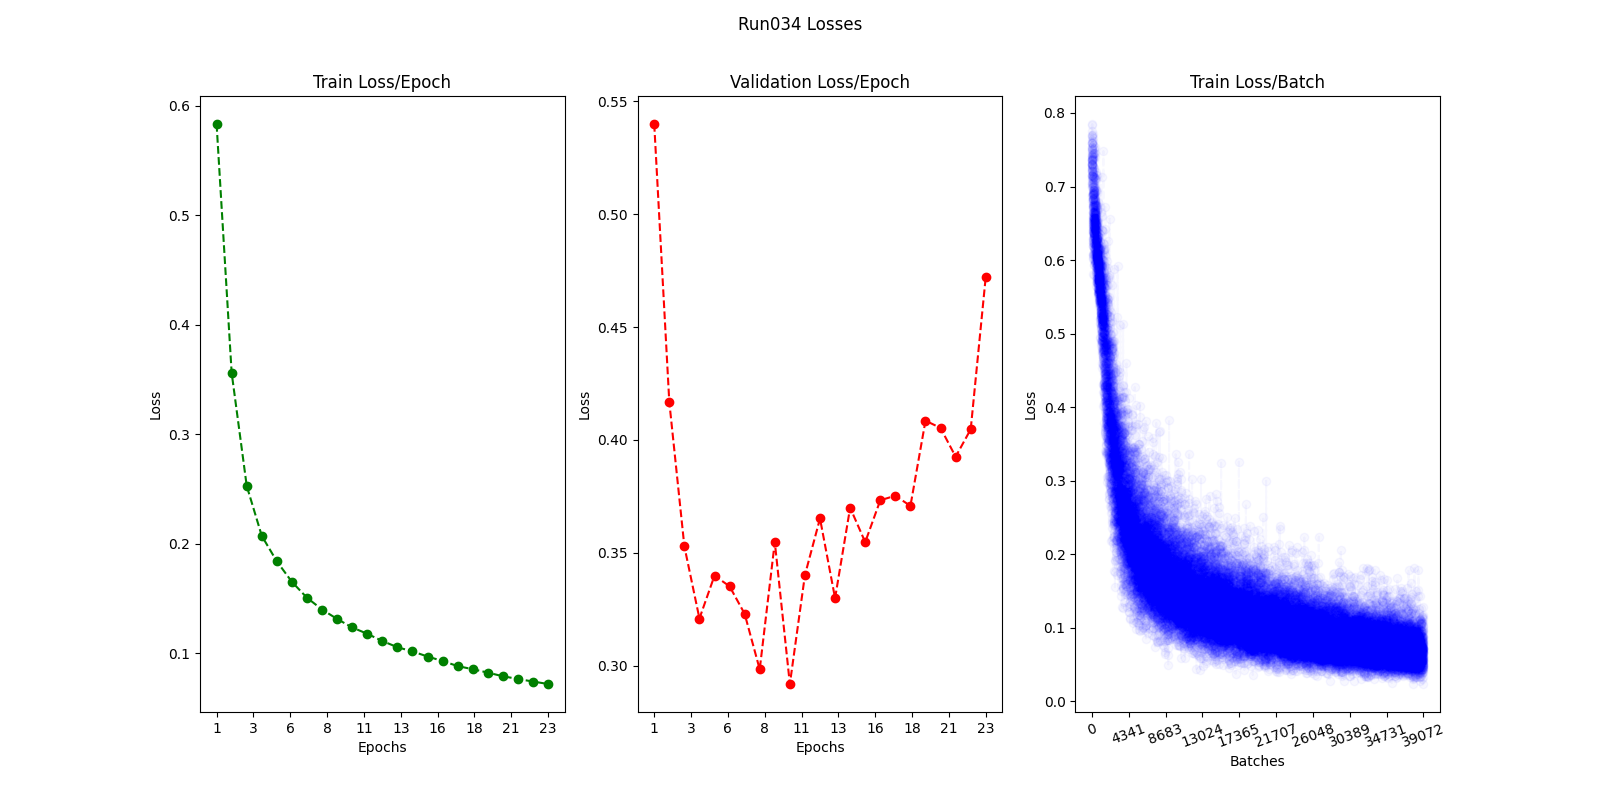 Run034 Losses
Train Loss/Epoch
0.6
0.5
0.4
0.3
0.2
0.1
Loss
1 3 6 8 11 13 16 18 21 23
Epochs
Validation Loss/Epoch
0.55
0.50
0.45
0.40
0.35
0.30
Loss
1 3 6 8 11 13 16 18 21 23
Epochs
Train Loss/Batch
0.8
0.7
0.6
0.5
0.4
0.3
0.2
0.1
0.0
Loss
0 4341 8683 13024 17365 21707 26048 30389 34731 39072
Batches